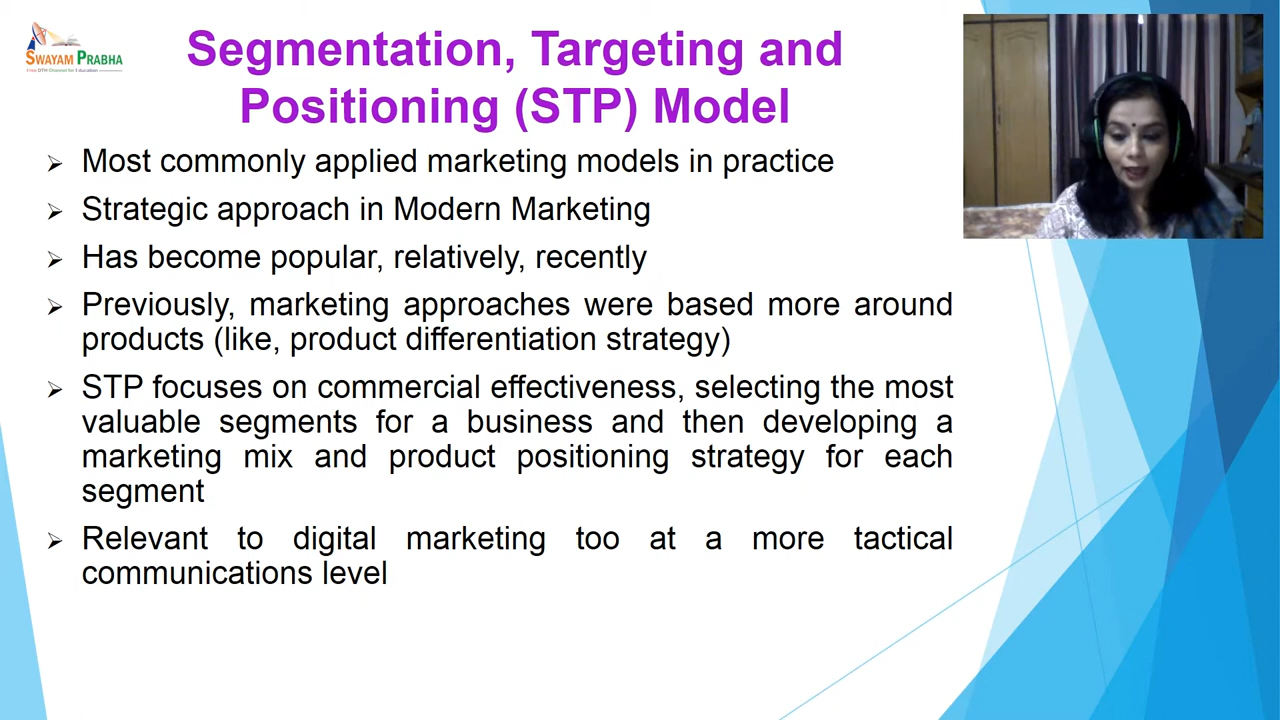 SWAYAM PRABHA
Segmentation, Targeting and
Positioning (STP) Model
Most commonly applied marketing models in practice
Strategic approach in Modern Marketing
Has become popular, relatively, recently
Previously, marketing approaches were based more around
products (like, product differentiation strategy)
STP focuses on commercial effectiveness, selecting the most
valuable segments for a business and then developing a
marketing mix and product positioning strategy for each
segment
Relevant to digital marketing too at a more tactical
communications level